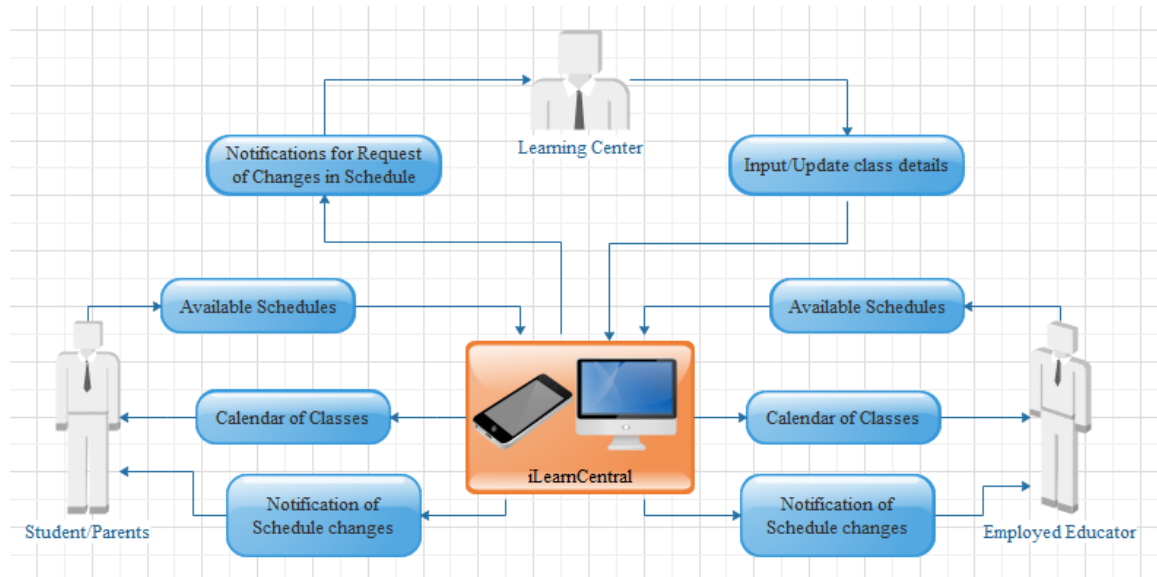 Learning Center
Notifications for Request
of Changes in Schedule
Input/Update class details
Available Schedules
Available Schedules
Calendar of Classes
Calendar of Classes
iLearnCentral
Notification of
Schedule changes
Notification of
Schedule changes
Student/Parents
Employed Educator